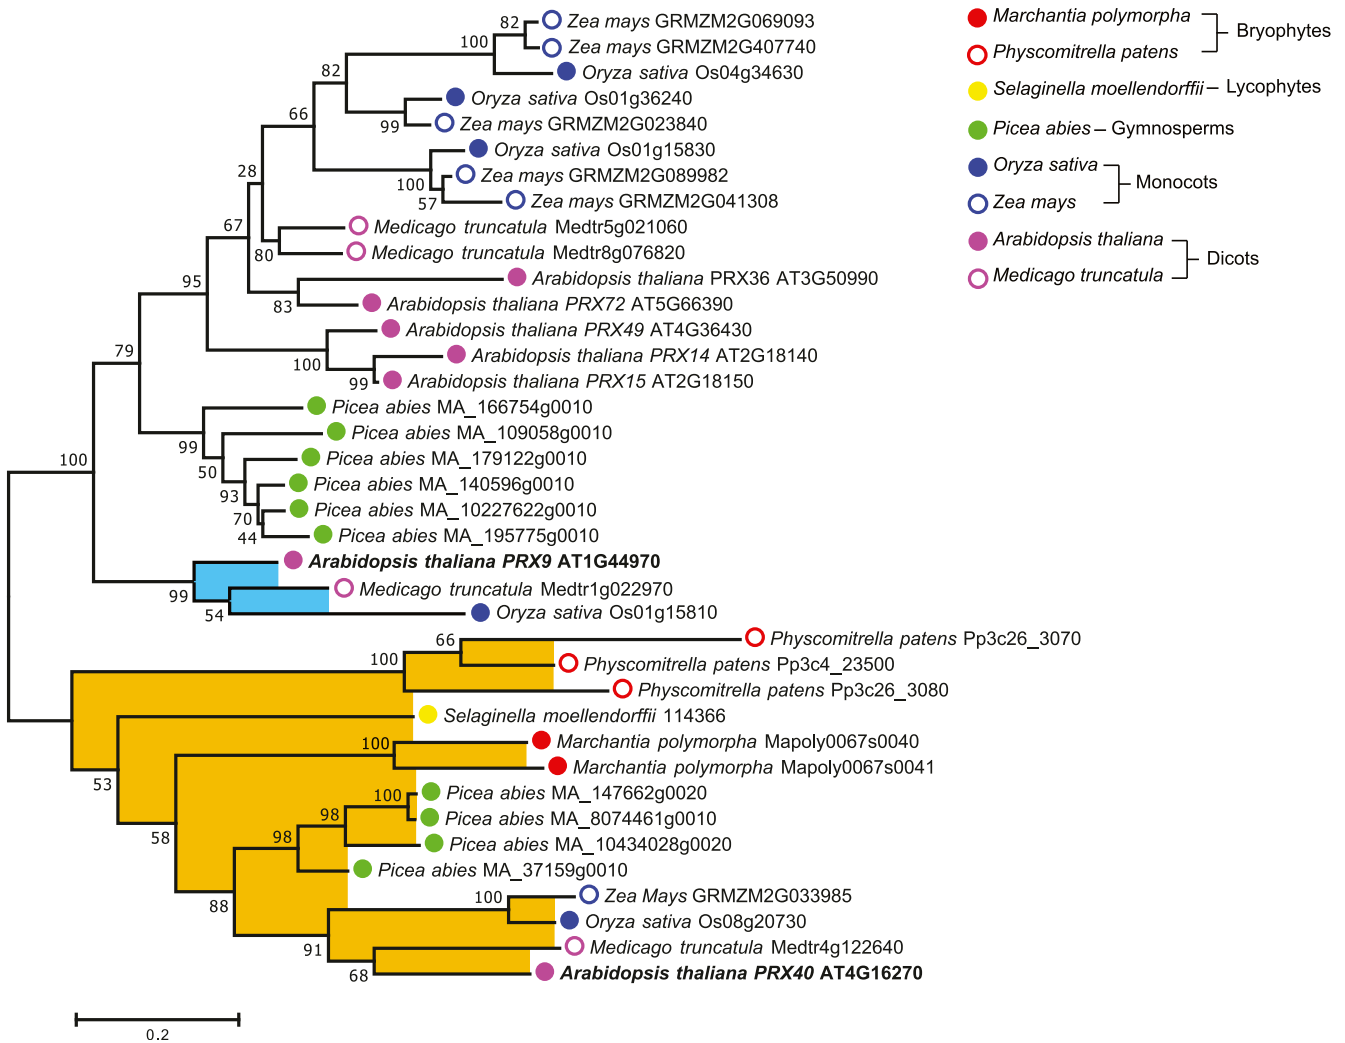 Zea mays GRMZM2G069093
Zea mays GRMZM2G407740
Oryza sativa Os04g34630
Oryza sativa Os01g36240
Zea mays GRMZM2G023840
Oryza sativa Os01g15830
Zea mays GRMZM2G089982
Zea mays GRMZM2G041308
Medicago truncatula Medtr5g021060
Medicago truncatula Medtr8g076820
Arabidopsis thaliana PRX36 AT3G50990
Arabidopsis thaliana PRX72 AT5G66390
Arabidopsis thaliana PRX49 AT4G36430
Arabidopsis thaliana PRX14 AT2G18140
Arabidopsis thaliana PRX15 AT2G18150
Picea abies MA_166754g0010
Picea abies MA_109058g0010
Picea abies MA_179122g0010
Picea abies MA_140596g0010
Picea abies MA_10227622g0010
Picea abies MA_195775g0010
Arabidopsis thaliana PRX9 AT1G44970
Medicago truncatula Medtr1g022970
Oryza sativa Os01g15810
Physcomitrella patens Pp3c26_3070
Physcomitrella patens Pp3c4_23500
Physcomitrella patens Pp3c26_3080
Selaginella moellendorffii 114366
Marchantia polymorpha Mapoly0067s0040
Marchantia polymorpha Mapoly0067s0041
Picea abies MA_147662g0020
Picea abies MA_8074461g0010
Picea abies MA_10434028g0020
Picea abies MA_37159g0010
Zea Mays GRMZM2G033985
Oryza sativa Os08g20730
Medicago truncatula Medtr4g122640
Arabidopsis thaliana PRX40 AT4G16270
82
100
82
99
66
100
57
28
80
67
83
95
100
99
79
99
50
93
70
44
100
99
54
66
100
100
53
100
98
98
58
100
88
91
68
0.2
Marchantia polymorpha
Physcomitrella patens
Bryophytes
Selaginella moellendorffii – Lycophytes
Picea abies – Gymnosperms
Oryza sativa
Zea mays
Monocots
Arabidopsis thaliana
Medicago truncatula
Dicots